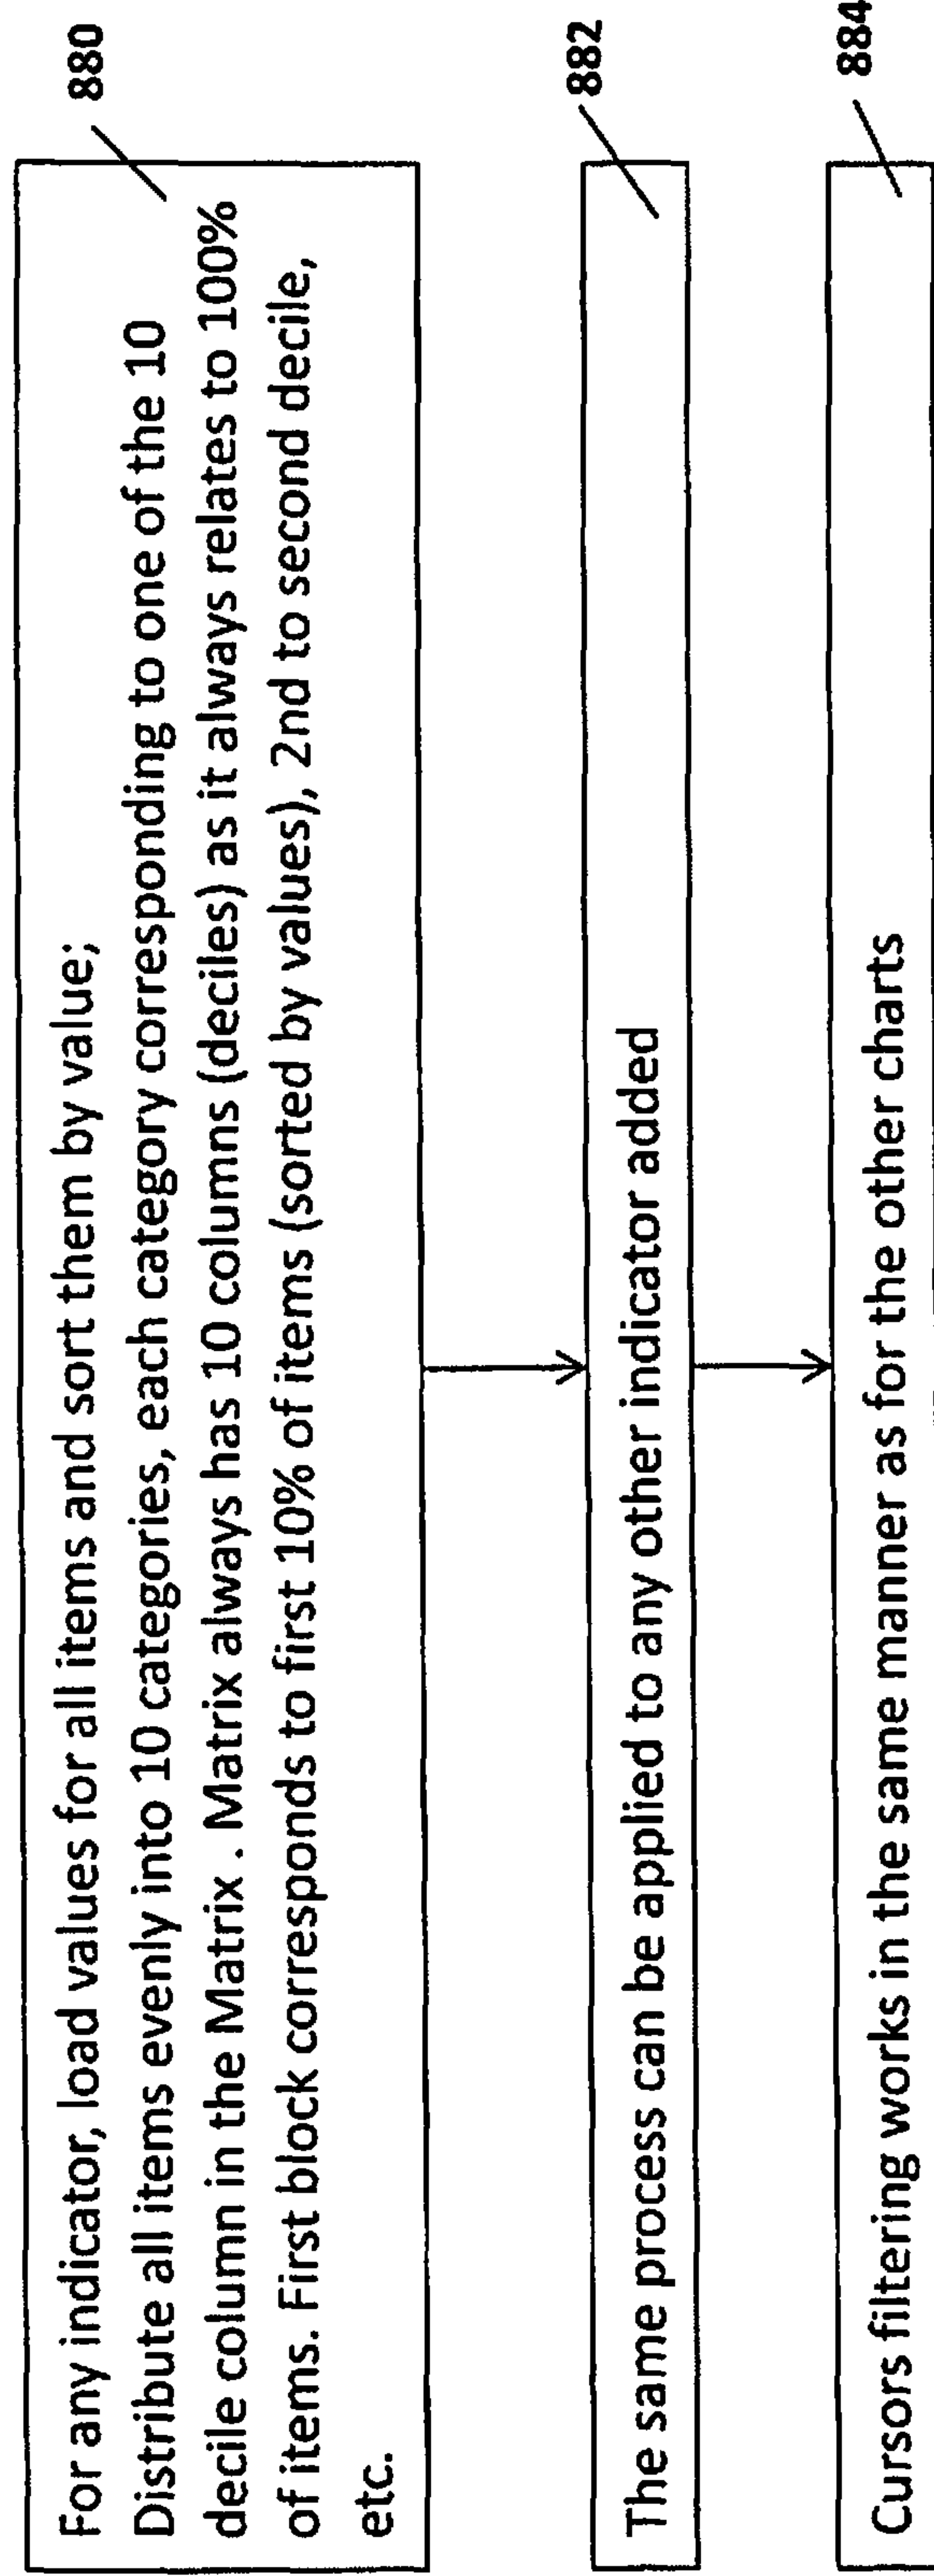 880
For any indicator, load values for all items and sort them by value;
Distribute all items evenly into 10 categories, each category corresponding to one of the 10
decile column in the Matrix . Matrix always has 10 columns (deciles) as it always relates to 100%
of items. First block corresponds to first 10% of items (sorted by values), 2nd to second decile,
etc.
882
The same process can be applied to any other indicator added
884
Cursors filtering works in the same manner as for the other charts